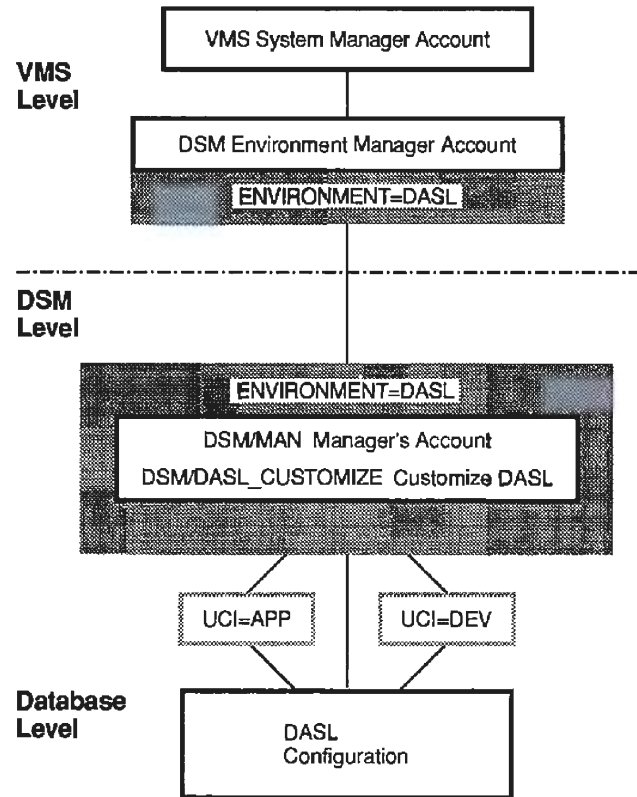 VMS System Manager Account
VMS
Level
DSM Environment Manager Account
ENVIRONMENT=DASL
DSM
Level
ENVIRONMENT=DASL
DSM/MAN Manager's Account
DSM/DASL_CUSTOMIZE Customize DASL
UCI=APP
UCI=DEV
Database
Level
DASL
Configuration